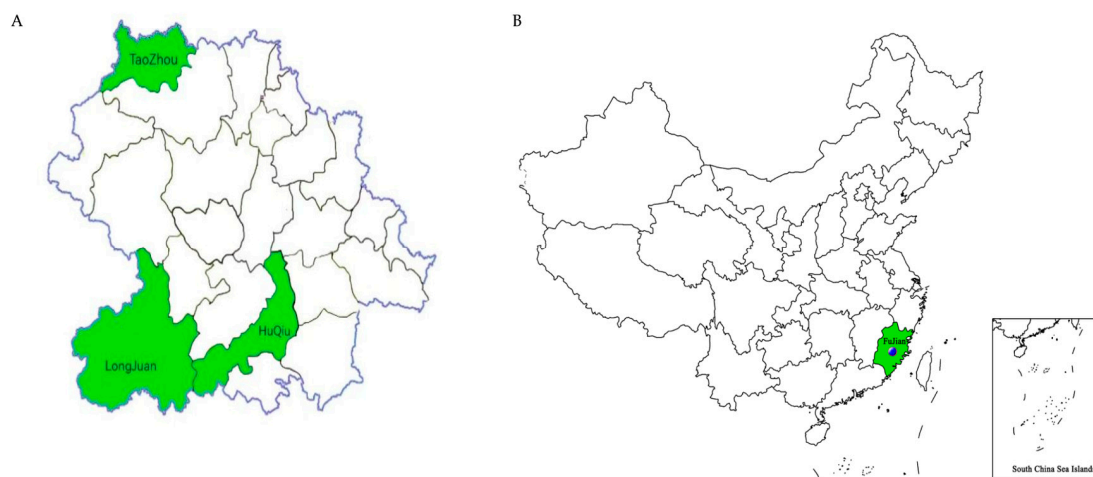 A
B
TaoZhou
HuQiu
LongJuan
FuJian
South China Sea Islands